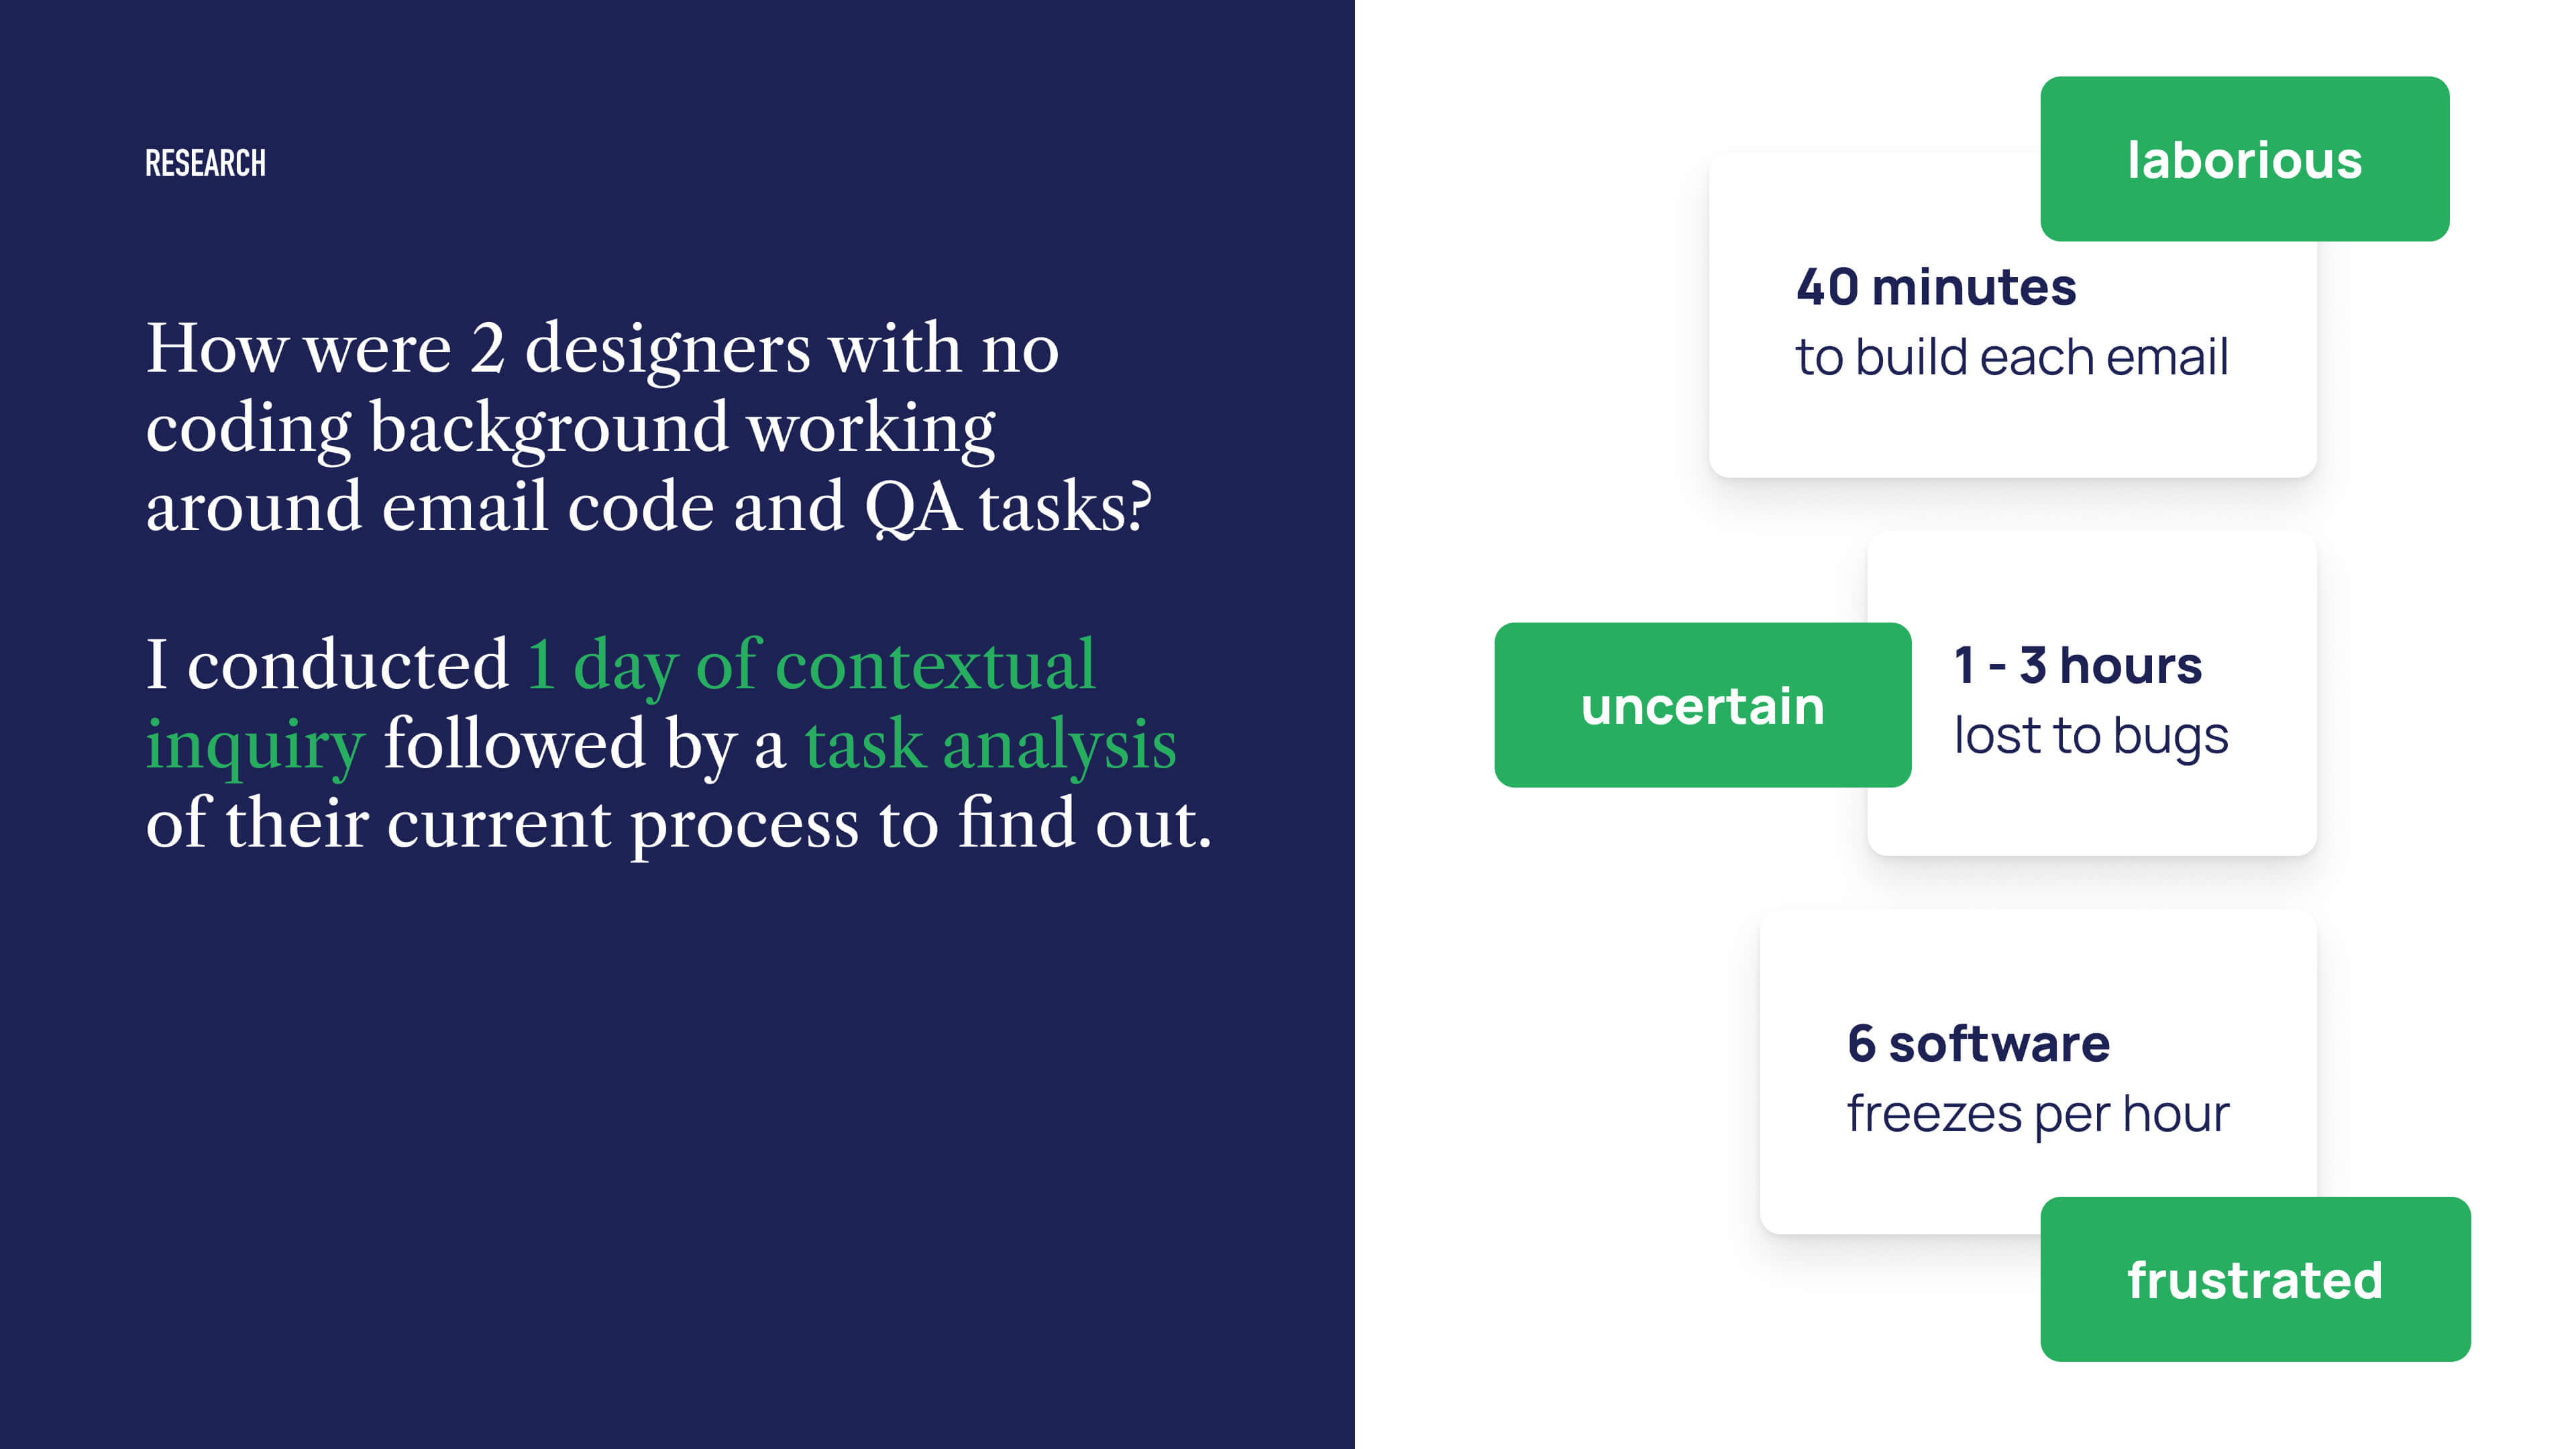 RESEARCH
How were 2 designers with no
coding background working
around email code and QA tasks?
I conducted 1 day of contextual
inquiry followed by a task analysis
of their current process to find out.
laborious
40 minutes
to build each email
uncertain
1 - 3 hours
lost to bugs
6 software
freezes per hour
frustrated